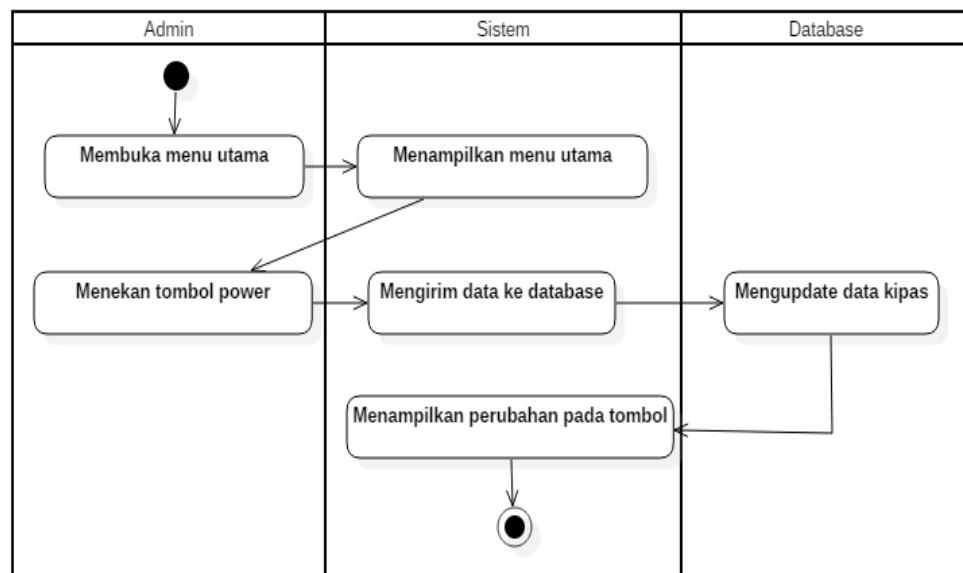 Admin
Sistem
Database
Membuka menu utama
Menampilkan menu utama
Menekan tombol power
Mengirim data ke database
Mengupdate data kipas
Menampilkan perubahan pada tombol